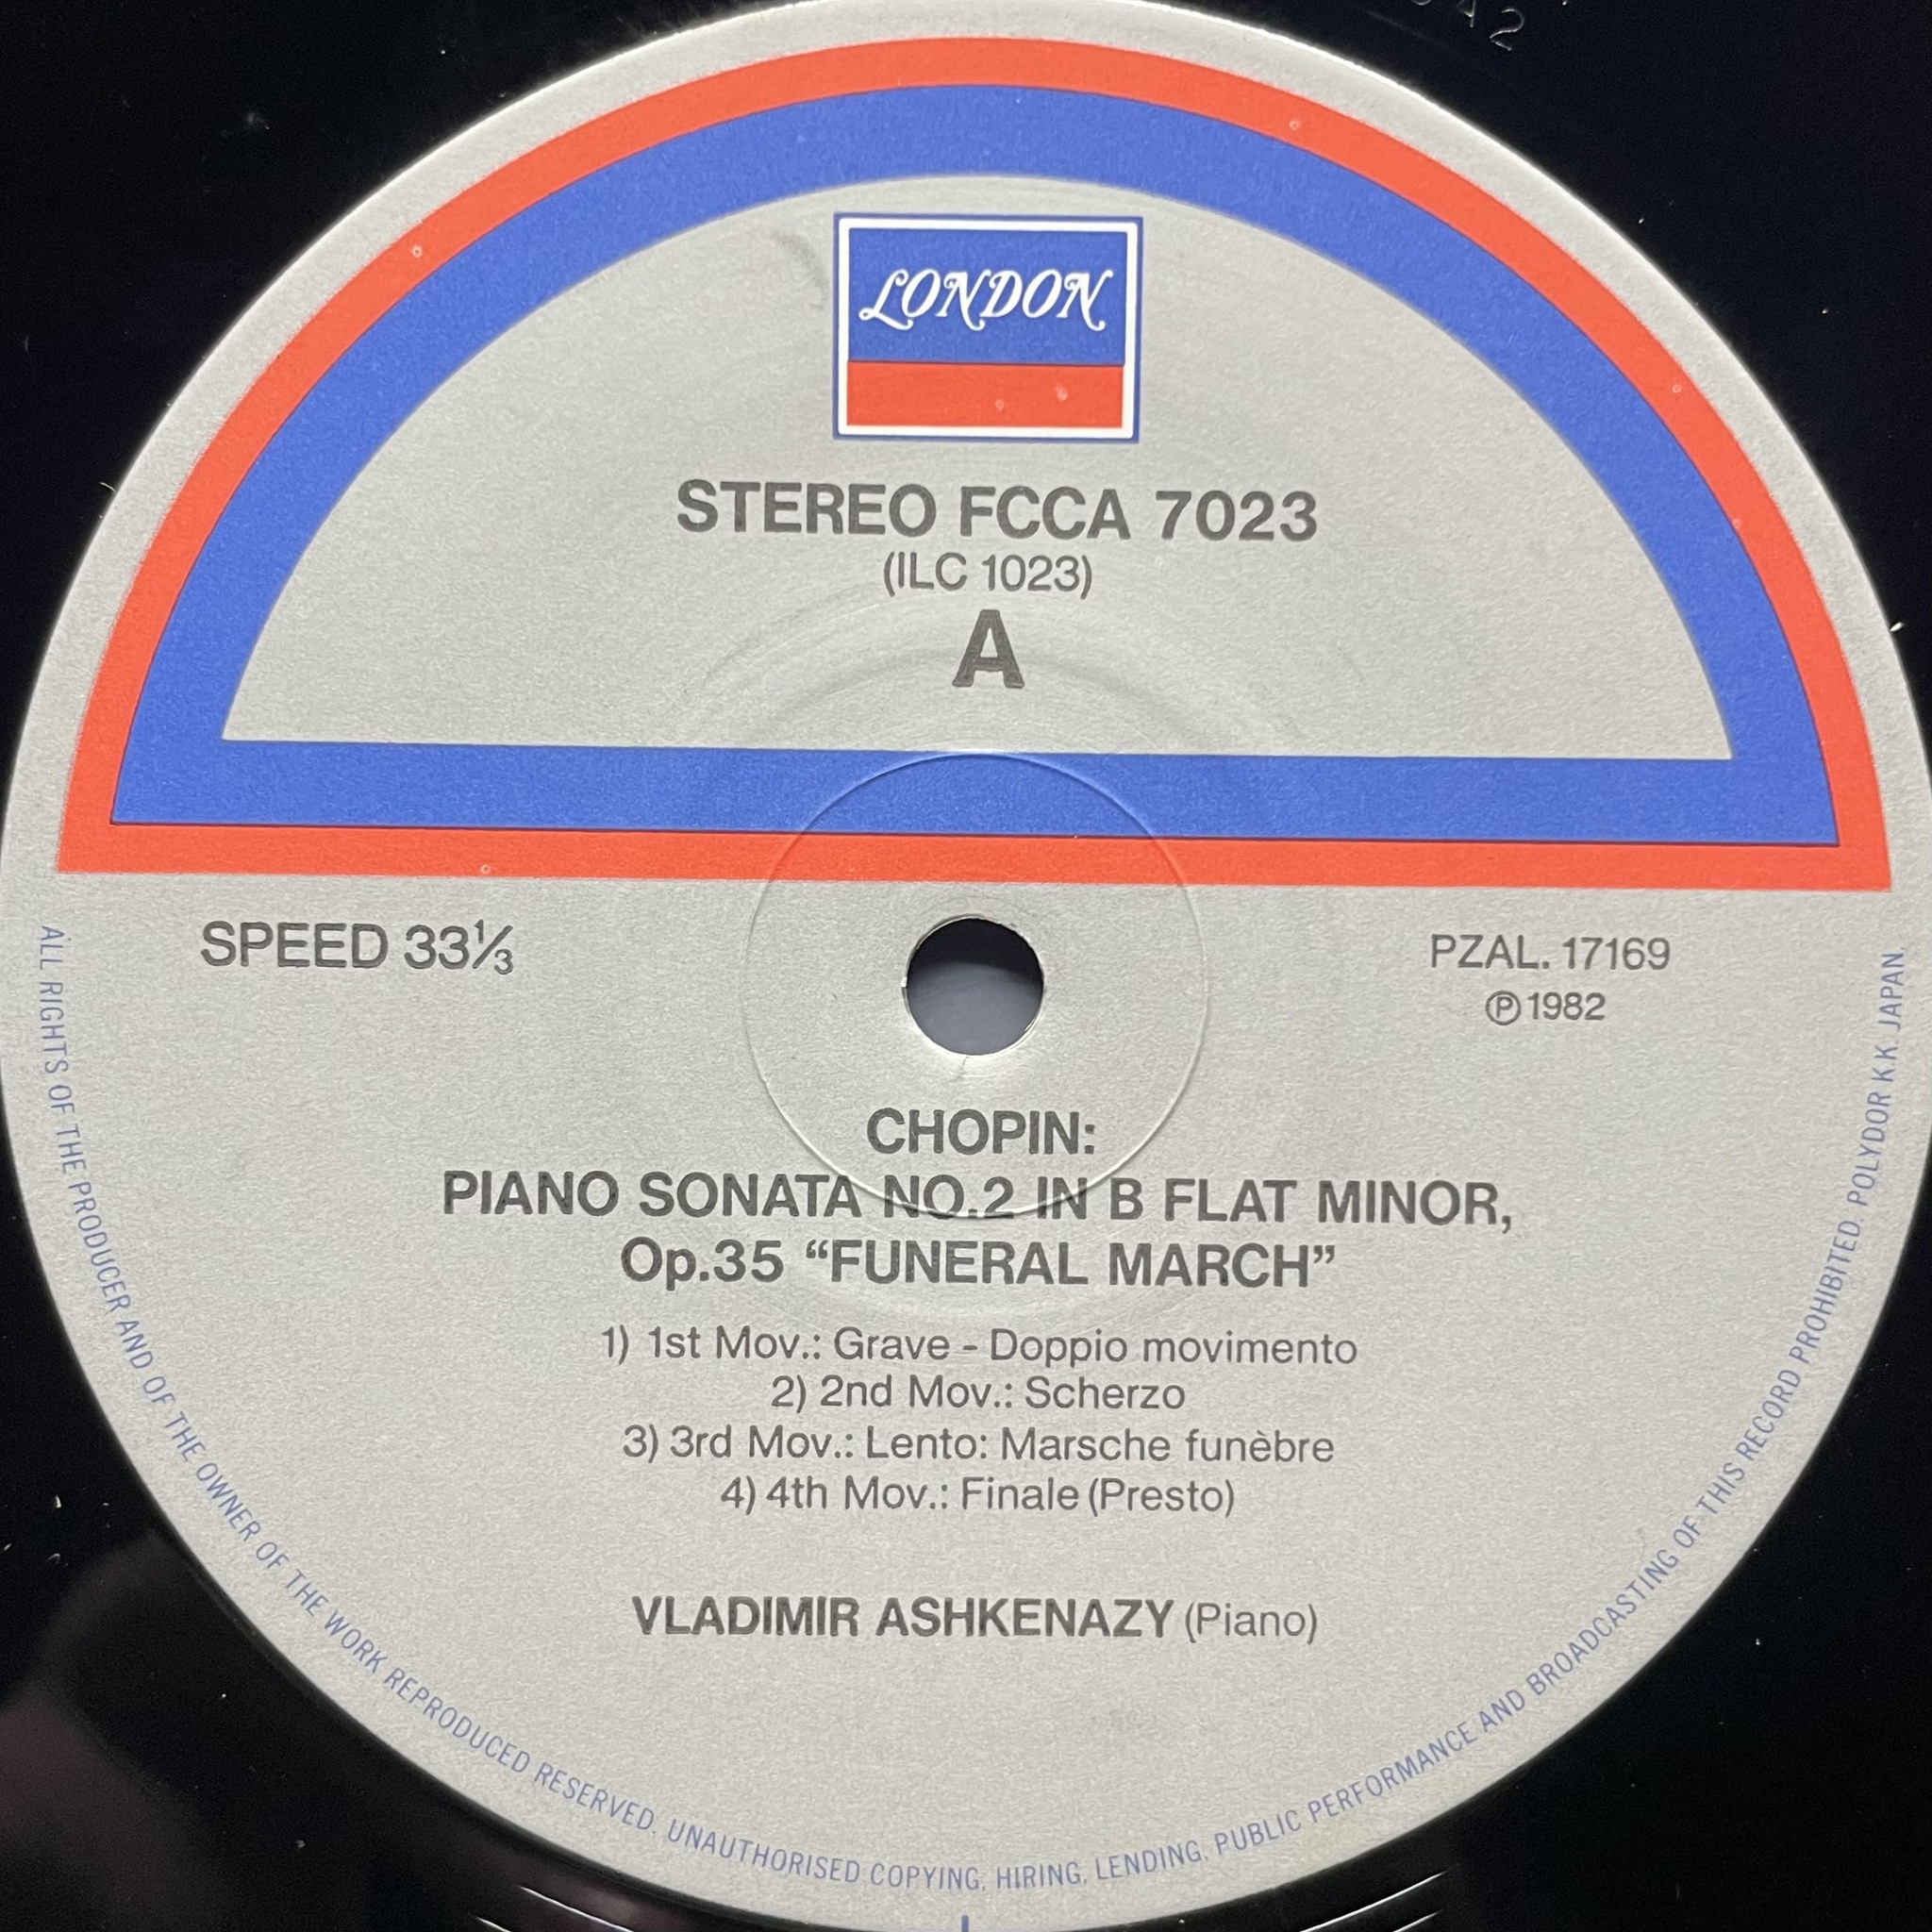 LONDON
STEREO FCCA 7023
(ILC 1023)
A
SPEED 33⅓
PZAL. 17169
Ⓟ 1982
CHOPIN:
PIANO SONATA NO.2 IN B FLAT MINOR,
Op.35 “FUNERAL MARCH”
1) 1st Mov.: Grave - Doppio movimento
2) 2nd Mov.: Scherzo
3) 3rd Mov.: Lento: Marsche funèbre
4) 4th Mov.: Finale (Presto)
VLADIMIR ASHKENAZY (Piano)
ALL RIGHTS OF THE PRODUCER AND OF THE OWNER OF THE WORK REPRODUCED RESERVED. UNAUTHORISED COPYING, HIRING, LENDING, PUBLIC PERFORMANCE AND BROADCASTING OF THIS RECORD PROHIBITED. POLYDOR K.K. JAPAN.